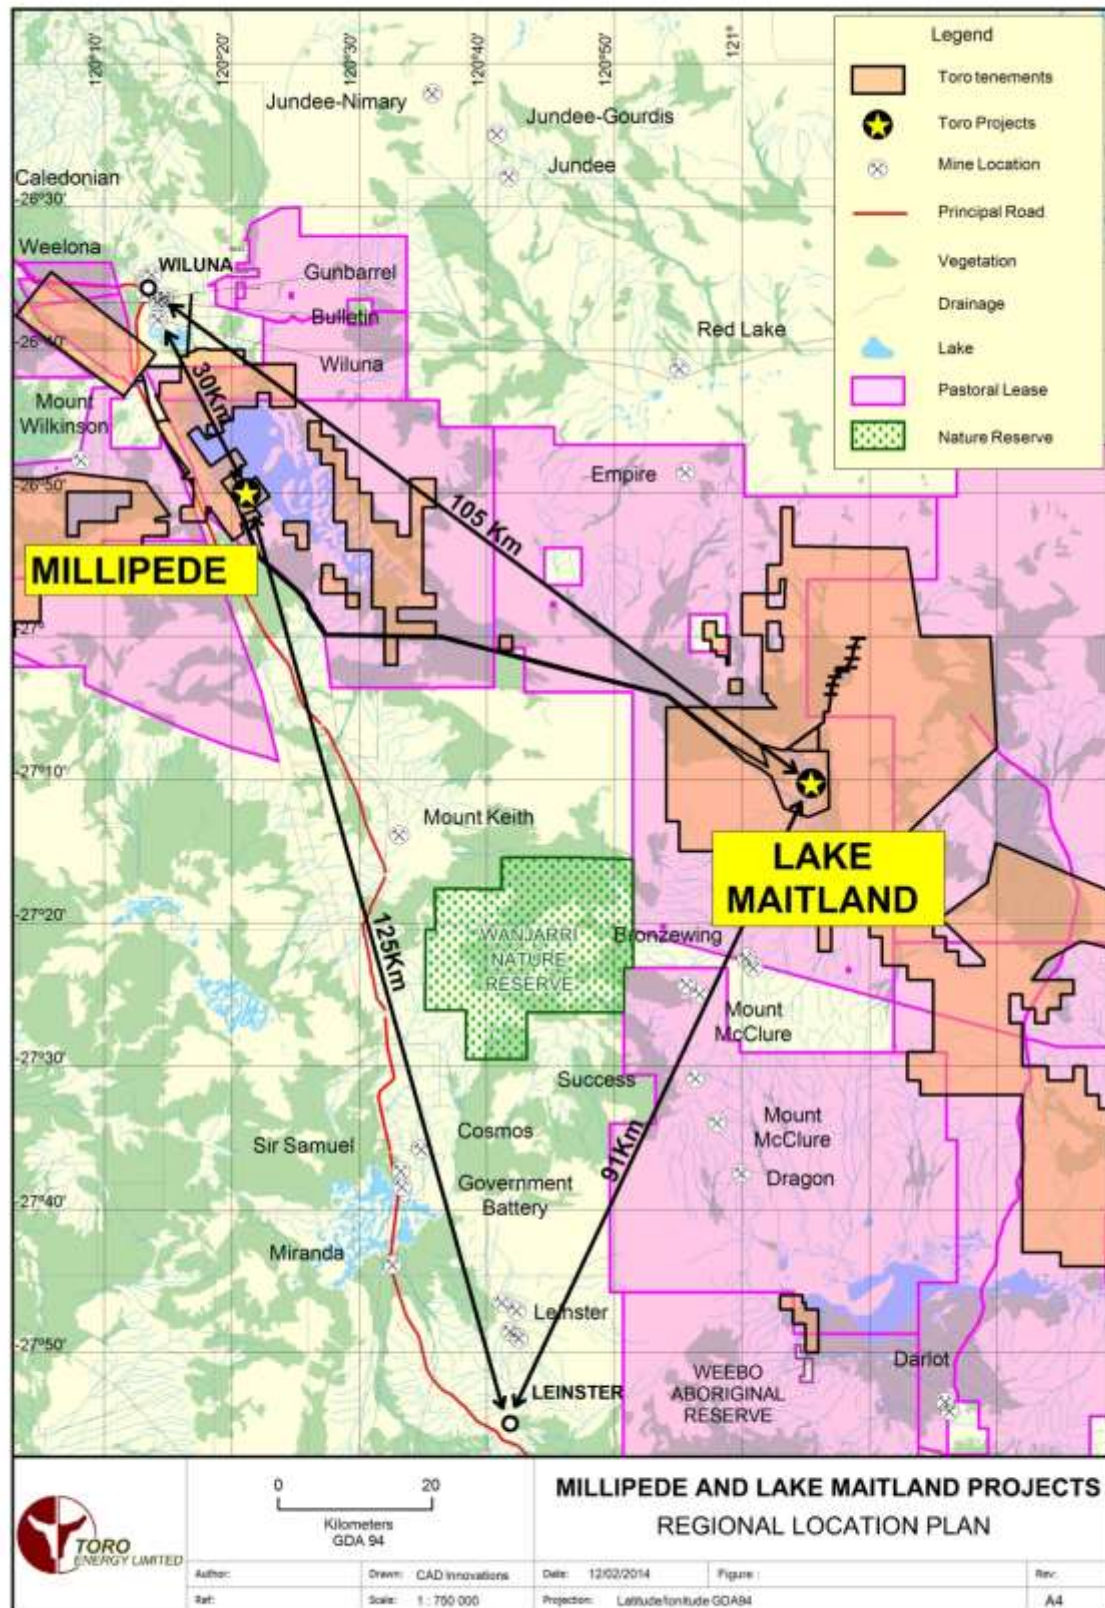 120°10'
120°20'
120°30'
120°40'
120°50'
121°
Legend
Toro tenements
Toro Projects
Mine Location
Principal Road
Vegetation
Drainage
Lake
Pastoral Lease
Nature Reserve
Jundee-Nimary
Jundee-Gourdis
Jundee
Caledonian
-26°30'
Weelona
WILUNA
Gunbarrel
Bulletin
Red Lake
-26°40'
30Km
Wiluna
Mount
Wilkinson
-26°50'
Empire
105 Km
MILLIPEDE
-27°
-27°10'
Mount Keith
LAKE
MAITLAND
-27°20'
125Km
WANJARRI
NATURE
RESERVE
Bronzewing
Mount
McClure
-27°30'
Success
Sir Samuel
Cosmos
91Km
Mount
McClure
Dragon
-27°40'
Government
Battery
Miranda
Leinster
-27°50'
LEINSTER
Darlot
WEEBO
ABORIGINAL
RESERVE
TORO
ENERGY LIMITED
0 20
Kilometers
GDA 94
MILLIPEDE AND LAKE MAITLAND PROJECTS
REGIONAL LOCATION PLAN
Author:
Drawn: CAD Innovations
Date: 12/02/2014
Figure :
Rev:
Ref:
Scale: 1 : 750 000
Projection: Latitude/lonitude GDA94
A4